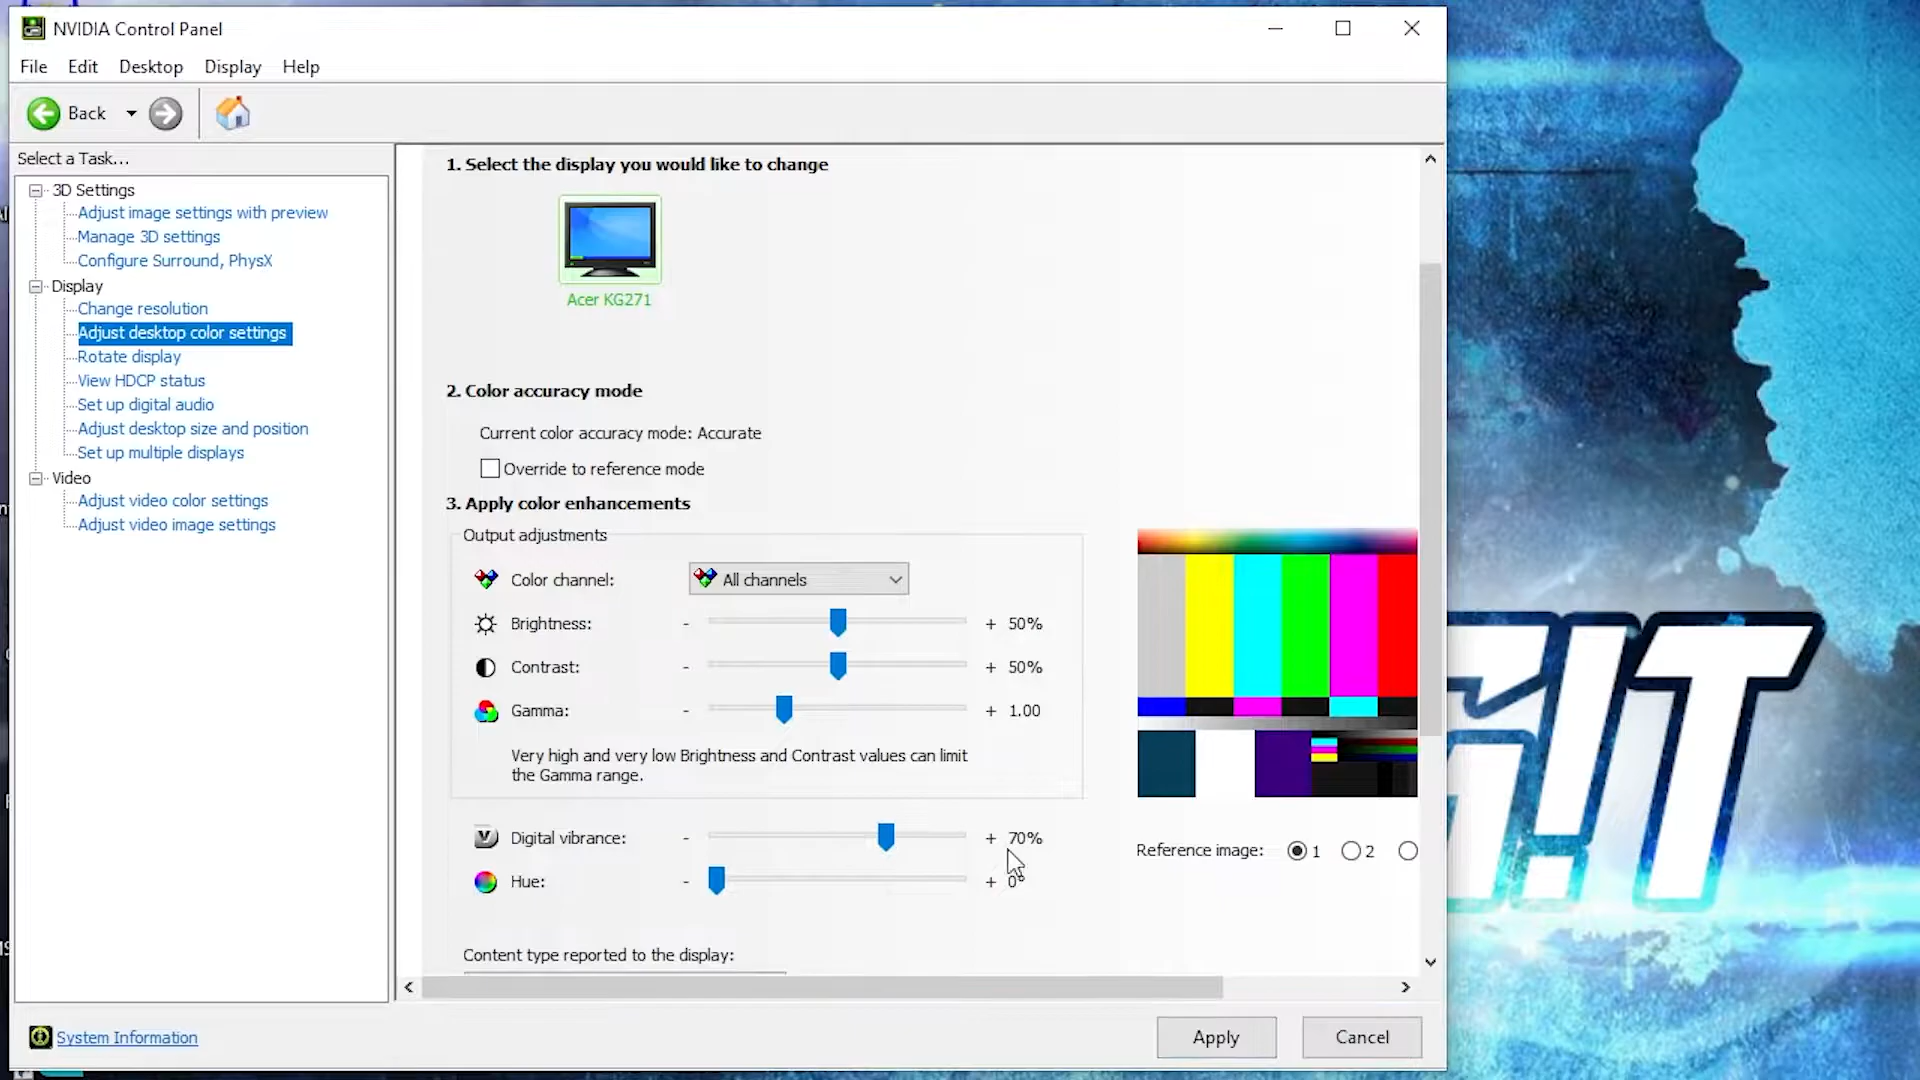 NVIDIA Control Panel
File Edit Desktop Display Help
Back
Select a Task...
3D Settings
Adjust image settings with preview
Manage 3D settings
Configure Surround, PhysX
Display
Change resolution
Adjust desktop color settings
Rotate display
View HDCP status
Set up digital audio
Adjust desktop size and position
Set up multiple displays
Video
Adjust video color settings
Adjust video image settings
System Information
1. Select the display you would like to change
Acer KG271
2. Color accuracy mode
Current color accuracy mode: Accurate
Override to reference mode
3. Apply color enhancements
Output adjustments
Color channel: All channels
Brightness: - + 50%
Contrast: - + 50%
Gamma: - + 1.00
Very high and very low Brightness and Contrast values can limit
the Gamma range.
Digital vibrance: - + 70%
Hue: - + 0°
Reference image: 1 2
Content type reported to the display:
Apply Cancel